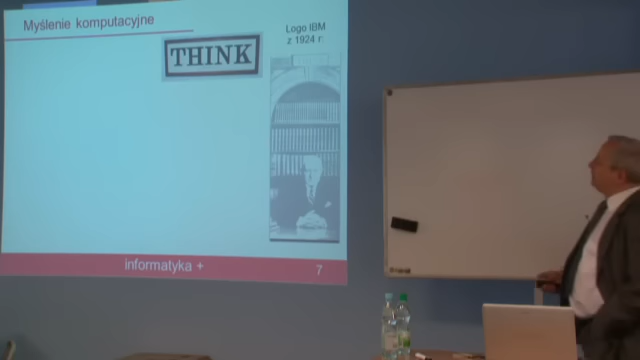 Myślenie komputacyjne
THINK
Logo IBM
z 1924 r.
informatyka +
7